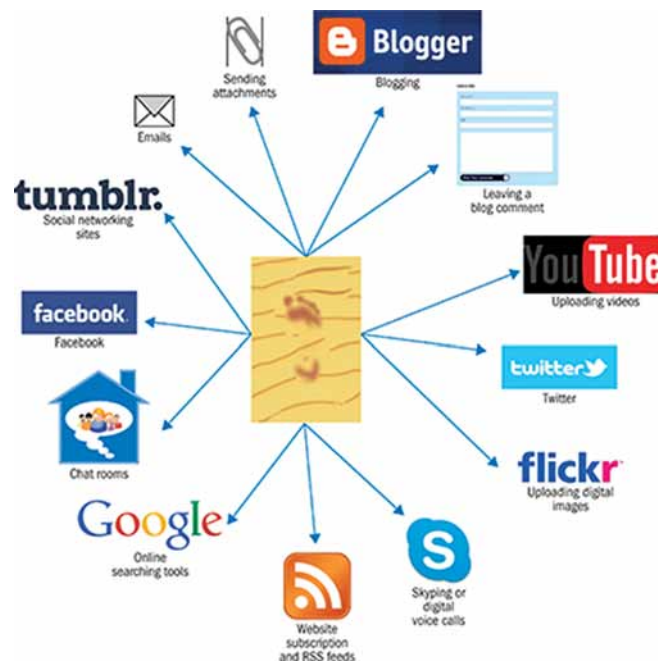 Blogger
Blogging
Sending
attachments
Emails
Leaving a
blog comment
tumblr.
Social networking
sites
YouTube
Uploading videos
facebook
Facebook
twitter
Twitter
Chat rooms
flickr
Uploading digital
images
Google
Online
searching tools
S
Skyping or
digital
voice calls
Website
subscription
and RSS feeds